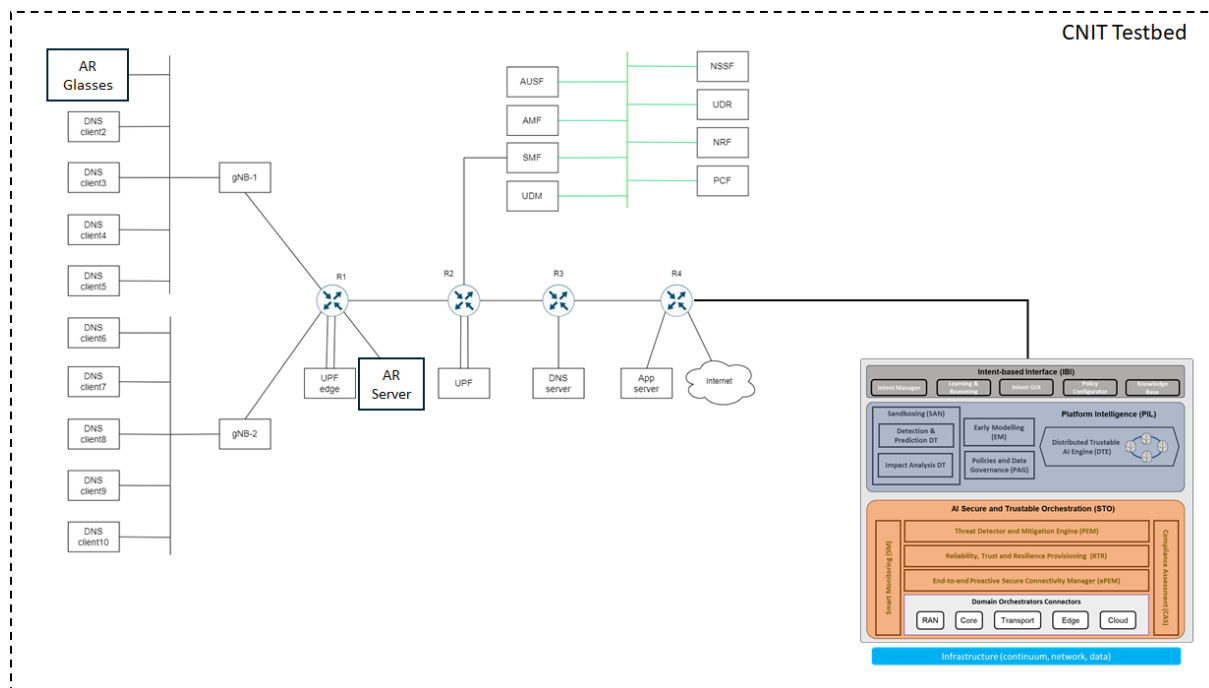 CNIT Testbed
AR
Glasses
DNS
client2
DNS
client3
DNS
client4
DNS
client5
DNS
client6
DNS
client7
DNS
client8
DNS
client9
DNS
client10
gNB-1
gNB-2
AUSF
AMF
SMF
UDM
NSSF
UDR
NRF
PCF
R1
R2
R3
R4
UPF
edge
AR
Server
UPF
DNS
server
App
server
Internet
Intent-based Interface (IBI)
Intent Manager
Learning &
Reasoning
Intent GUI
Policy
Configurator
Knowledge
Base
Sandboxing (SAN)
Detection &
Prediction DT
Impact Analysis DT
Early Modelling
(EM)
Policies and Data
Governance (PAG)
Platform Intelligence (PIL)
Distributed Trustable
AI Engine (DTE)
AI Secure and Trustable Orchestration (STO)
Smart Monitoring (SM)
Threat Detector and Mitigation Engine (PEM)
Reliability, Trust and Resilience Provisioning (RTR)
End-to-end Proactive Secure Connectivity Manager (ePEM)
Compliance Assessment (CAS)
Domain Orchestrators Connectors
RAN
Core
Transport
Edge
Cloud
Infrastructure (continuum, network, data)